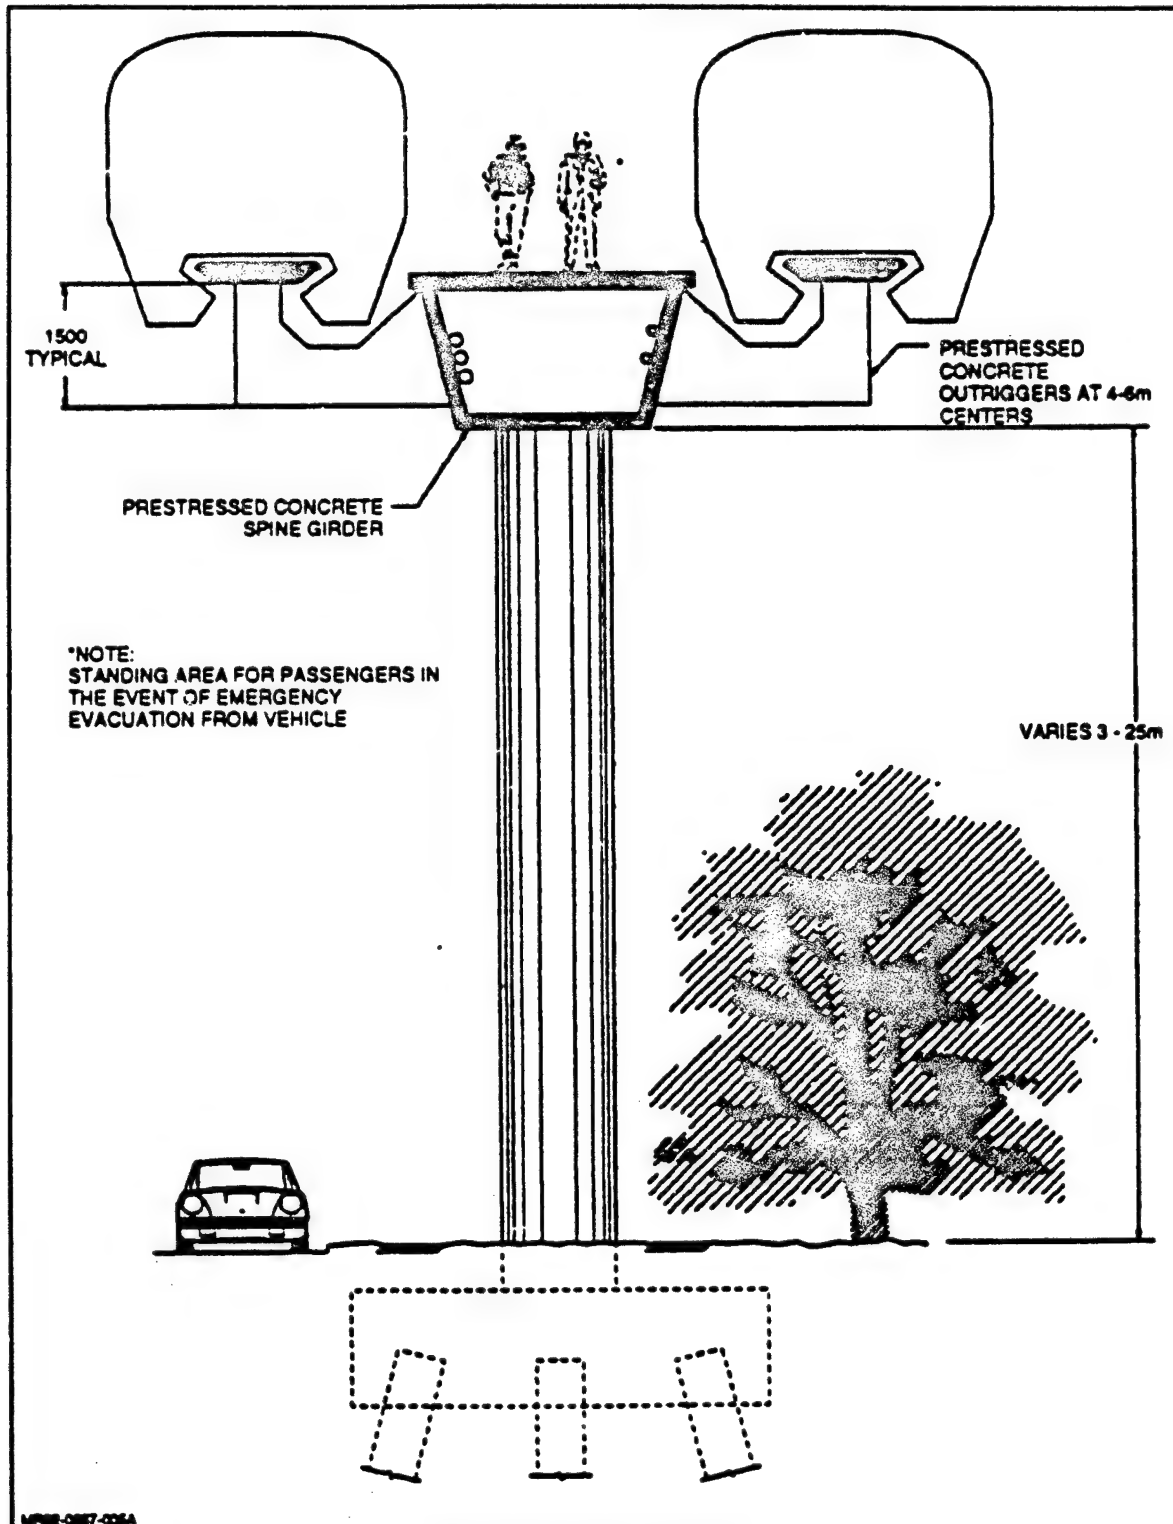 1500
TYPICAL
PRESTRESSED
CONCRETE
OUTRIGGERS AT 4-6m
CENTERS
PRESTRESSED CONCRETE
SPINE GIRDER
*NOTE:
STANDING AREA FOR PASSENGERS IN
THE EVENT OF EMERGENCY
EVACUATION FROM VEHICLE
VARIES 3 - 25m